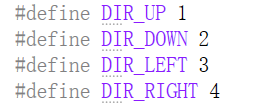 #define DIR_UP 1
#define DIR_DOWN 2
#define DIR_LEFT 3
#define DIR_RIGHT 4